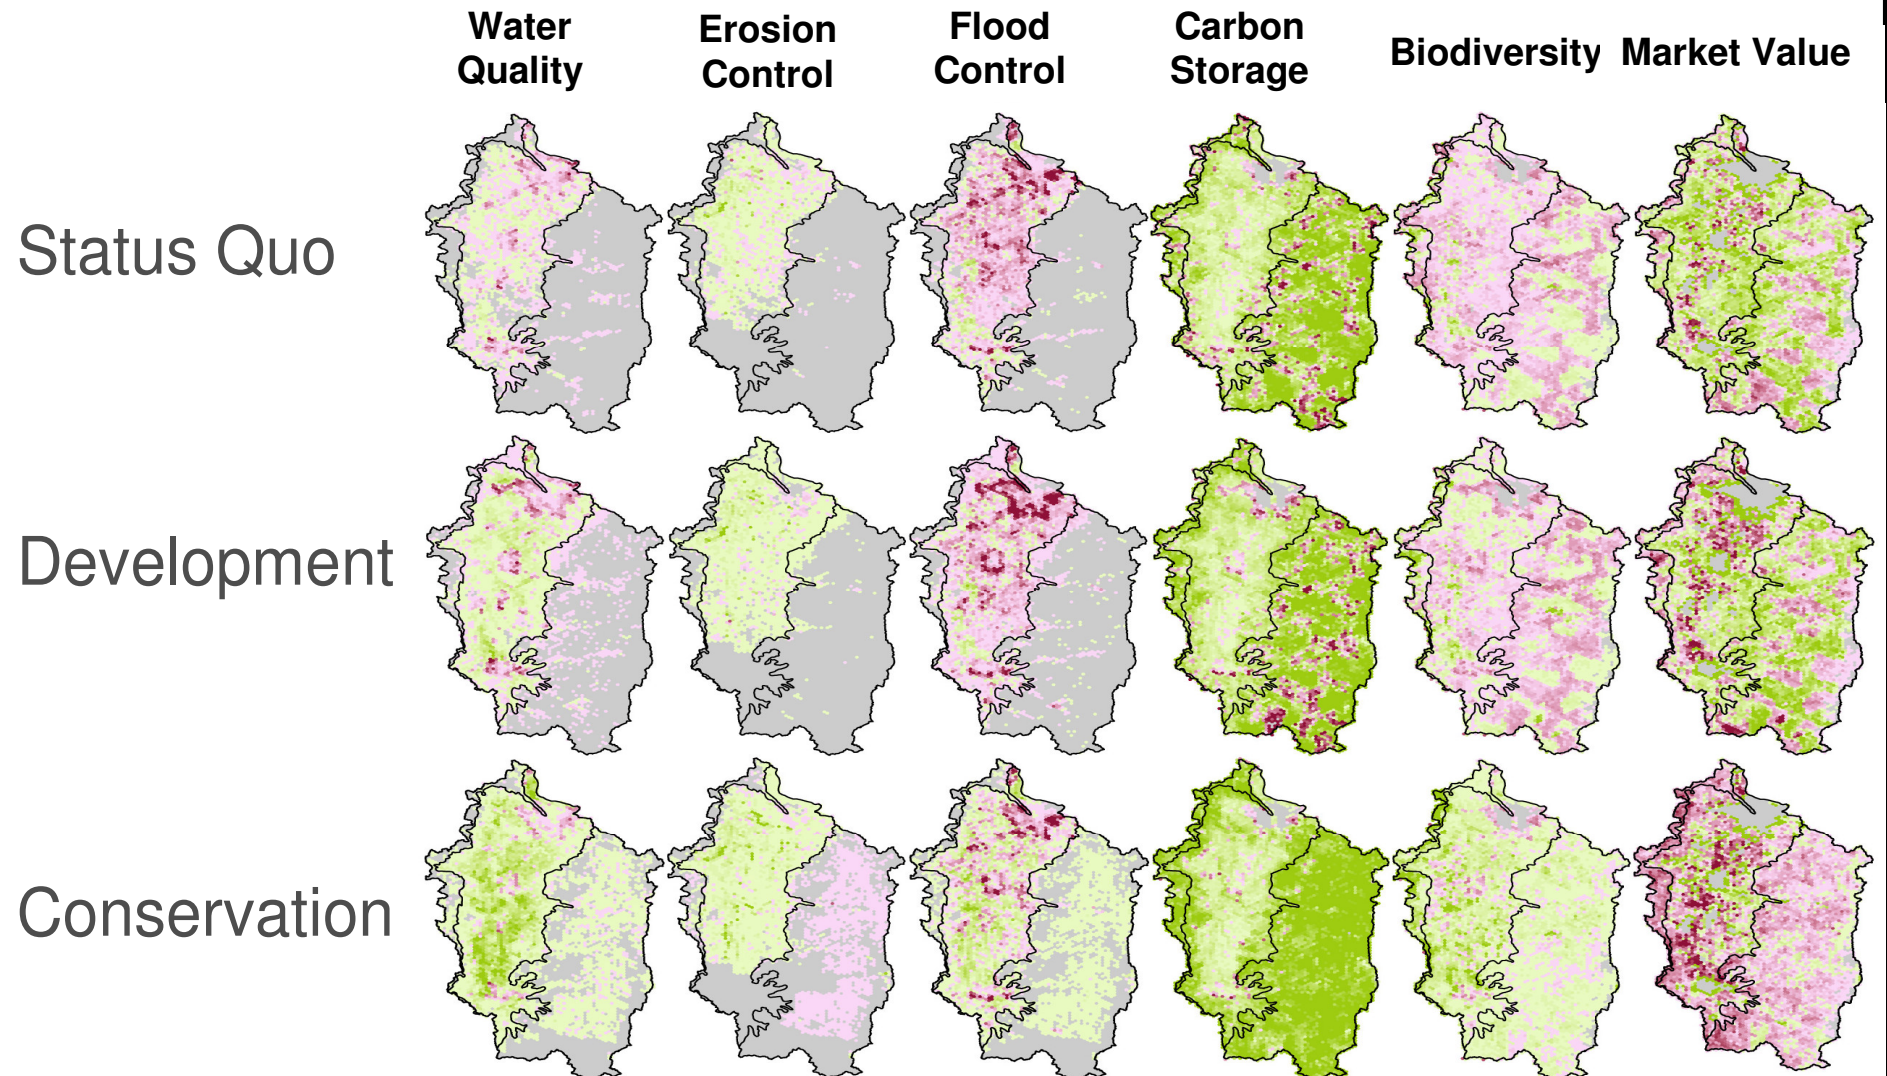 Water
Quality
Erosion
Control
Flood
Control
Carbon
Storage
Biodiversity
Market Value
Status Quo
Development
Conservation